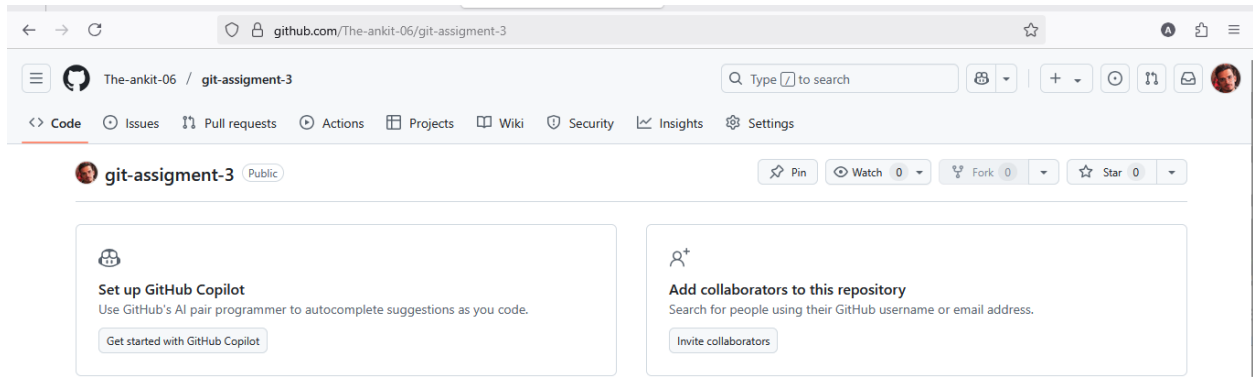 github.com/The-ankit-06/git-assigment-3
The-ankit-06 / git-assigment-3
Type / to search
Code Issues Pull requests Actions Projects Wiki Security Insights Settings
git-assigment-3 Public
Pin Watch 0 Fork 0 Star 0
Set up GitHub Copilot
Use GitHub's AI pair programmer to autocomplete suggestions as you code.
Get started with GitHub Copilot
Add collaborators to this repository
Search for people using their GitHub username or email address.
Invite collaborators
A